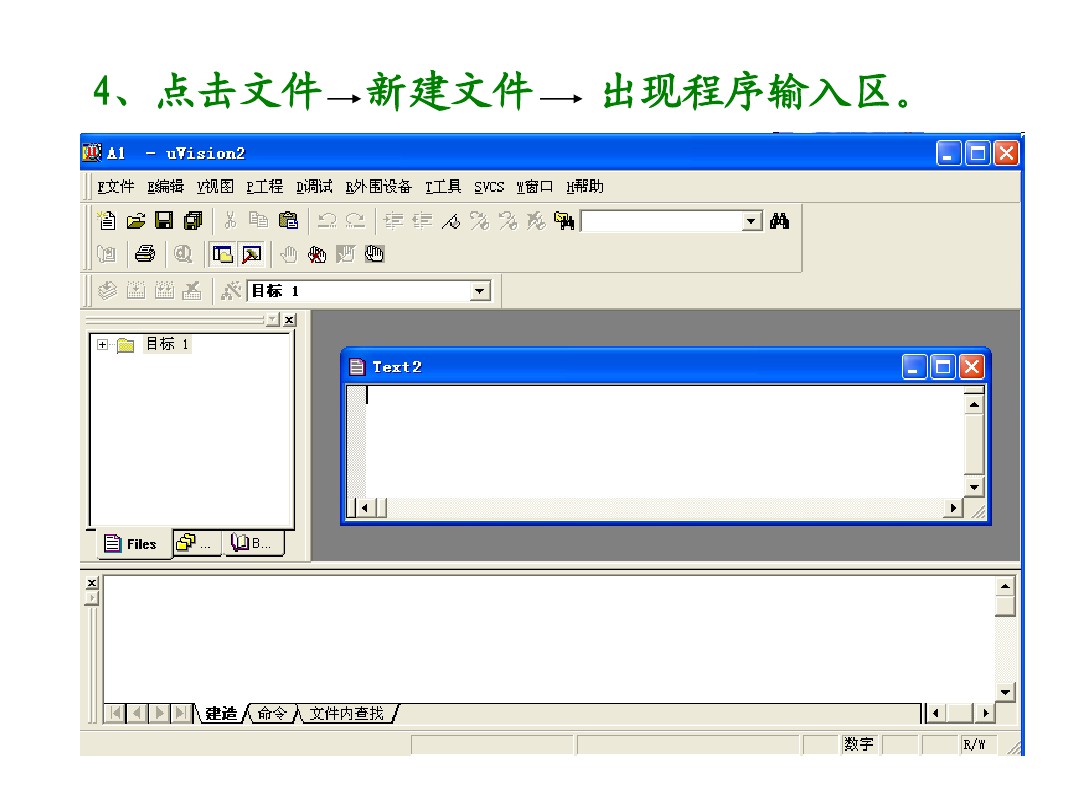 4、点击文件→新建文件→ 出现程序输入区。
A1 - uVision2
F文件 E编辑 V视图 P工程 D调试 R外围设备 T工具 SVCS W窗口 H帮助
目标 1
目标 1
Text2
Files ... B...
建造 命令 文件内查找
数字 R/W